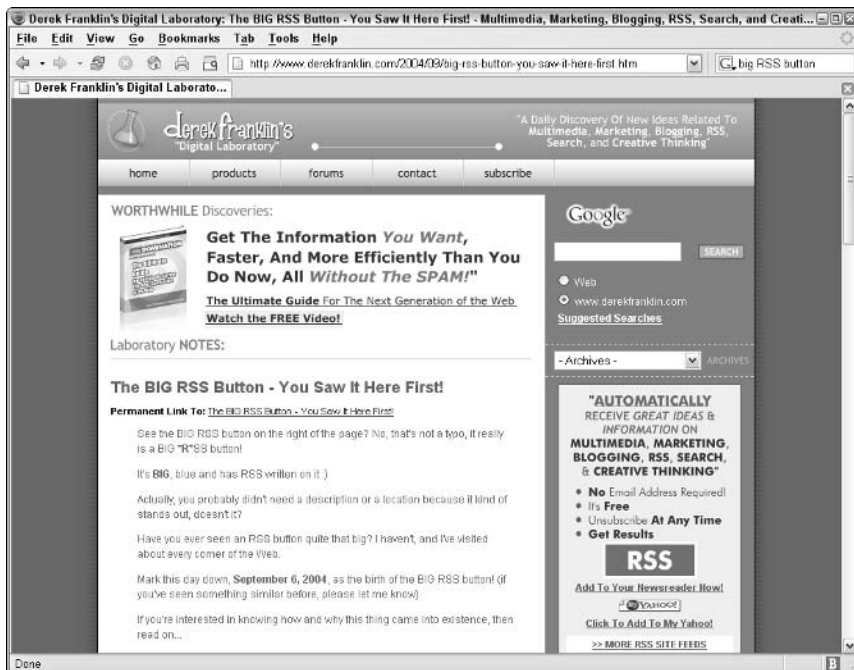 Derek Franklin's Digital Laboratory: The BIG RSS Button - You Saw It Here First! - Multimedia, Marketing, Blogging, RSS, Search, and Creati...
File Edit View Go Bookmarks Tab Tools Help
http://www.derekfranklin.com/2004/09/big-rss-button-you-saw-it-here-first.htm
G big RSS button
Derek Franklin's Digital Laborato...
derek franklin's
"Digital Laboratory"
"A Daily Discovery Of New Ideas Related To
Multimedia, Marketing, Blogging, RSS,
Search, and Creative Thinking"
home products forums contact subscribe
WORTHWHILE Discoveries:
Get The Information You Want,
Faster, And More Efficiently Than You
Do Now, All Without The SPAM!"
The Ultimate Guide For The Next Generation of the Web
Watch the FREE Video!
Laboratory NOTES:
The BIG RSS Button - You Saw It Here First!
Permanent Link To: The BIG RSS Button - You Saw It Here First!
See the BIG RSS button on the right of the page? No, that's not a typo, it really
is a BIG "R"SS button!
It's BIG, blue and has RSS written on it :)
Actually, you probably didn't need a description or a location because it kind of
stands out, doesn't it?
Have you ever seen an RSS button quite that big? I haven't, and I've visited
about every corner of the Web.
Mark this day down, September 6, 2004, as the birth of the BIG RSS button! (if
you've seen something similar before, please let me know)
If you're interested in knowing how and why this thing came into existence, then
read on...
Google
SEARCH
Web
www.derekfranklin.com
Suggested Searches
- Archives -
ARCHIVES
"AUTOMATICALLY
RECEIVE GREAT IDEAS &
INFORMATION ON
MULTIMEDIA, MARKETING,
BLOGGING, RSS, SEARCH,
& CREATIVE THINKING"
• No Email Address Required!
• It's Free
• Unsubscribe At Any Time
• Get Results
RSS
Add To Your Newsreader Now!
YAHOO!
Click To Add To My Yahoo!
>> MORE RSS SITE FEEDS
Done
B